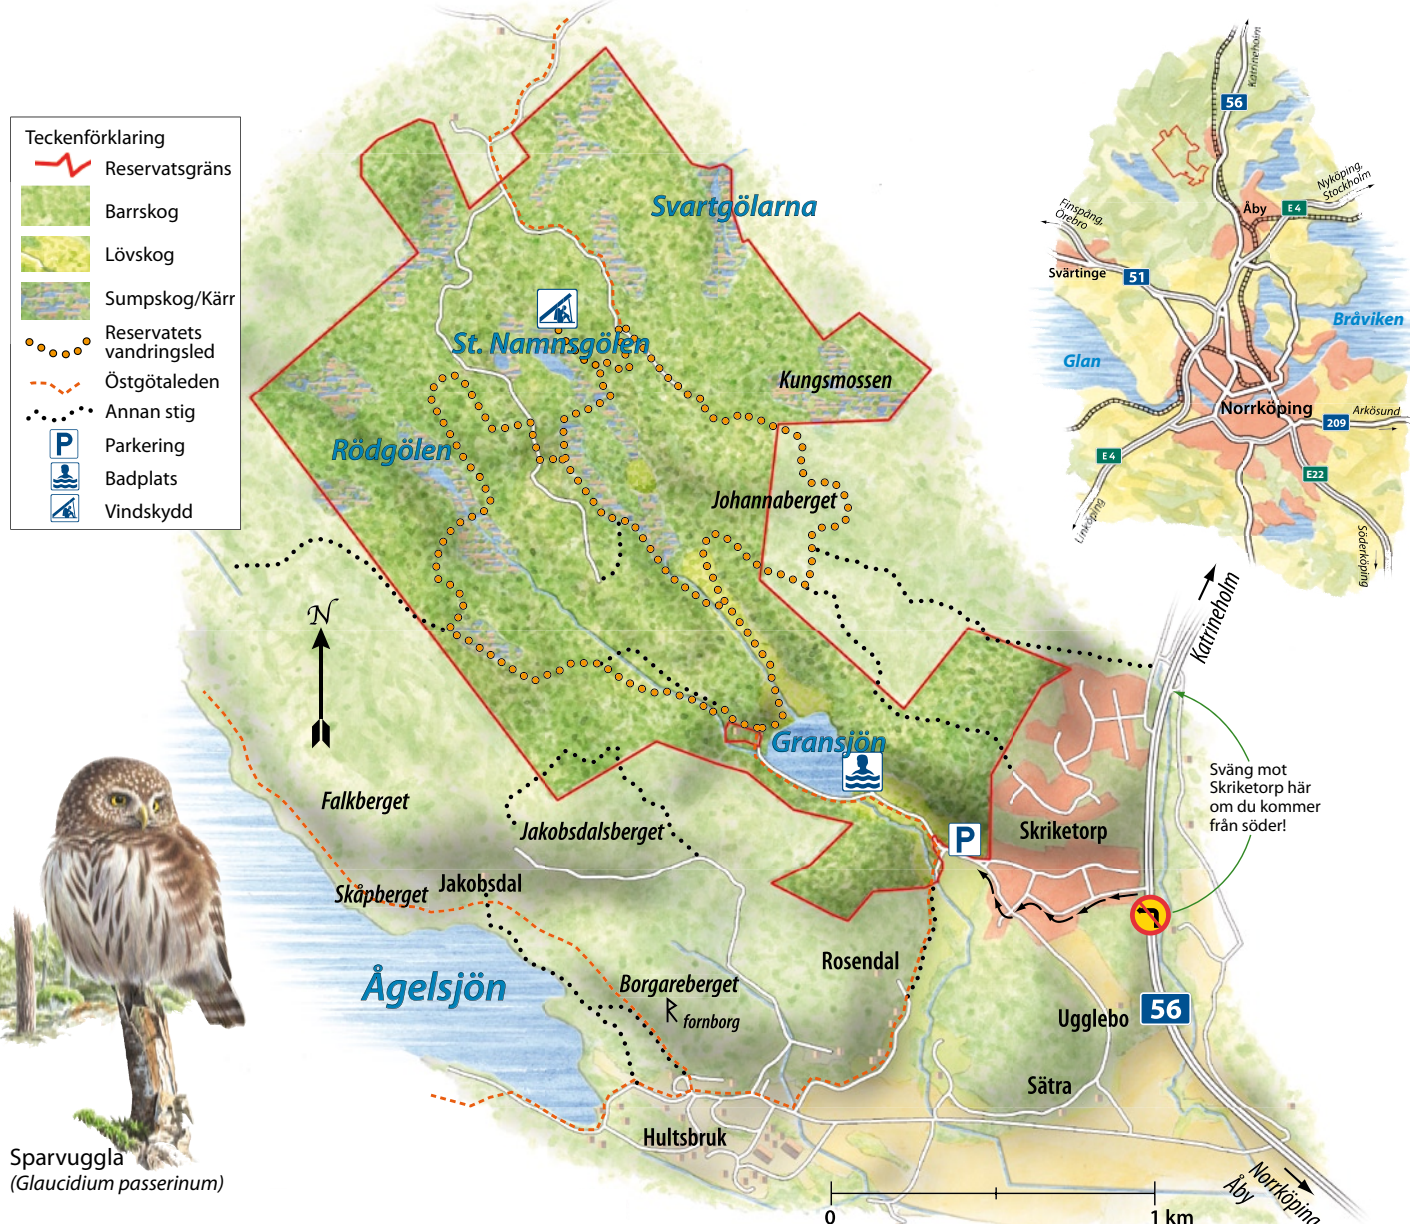 Teckenförklaring
Reservatsgräns
Barrskog
Lövskog
Sumpskog/Kärr
Reservatets
vandringsled
Östgötaleden
Annan stig
P
Parkering
Badplats
Vindskydd
Svartgölarna
St. Namnsgölen
Kungsmossen
Rödgölen
Johannaberget
N
Gransjön
Falkberget
Jakobsdalsberget
P
Skriketorp
Skåpberget
Jakobsdal
Rosendal
Ågelsjön
Borgareberget
R
fornborg
Ugglebo
56
Sätra
Hultsbruk
Katrineholm
Sväng mot
Skriketorp här
om du kommer
från söder!
Norrköping
Åby
0
1 km
Sparvuggla
(Glaucidium passerinum)
Katrineholm
56
Nyköping,
Stockholm
Åby
E 4
Finspång,
Örebro
Svärtinge
51
Bråviken
Glan
Norrköping
209
Arkösund
E 4
E22
Linköping
Söderköping